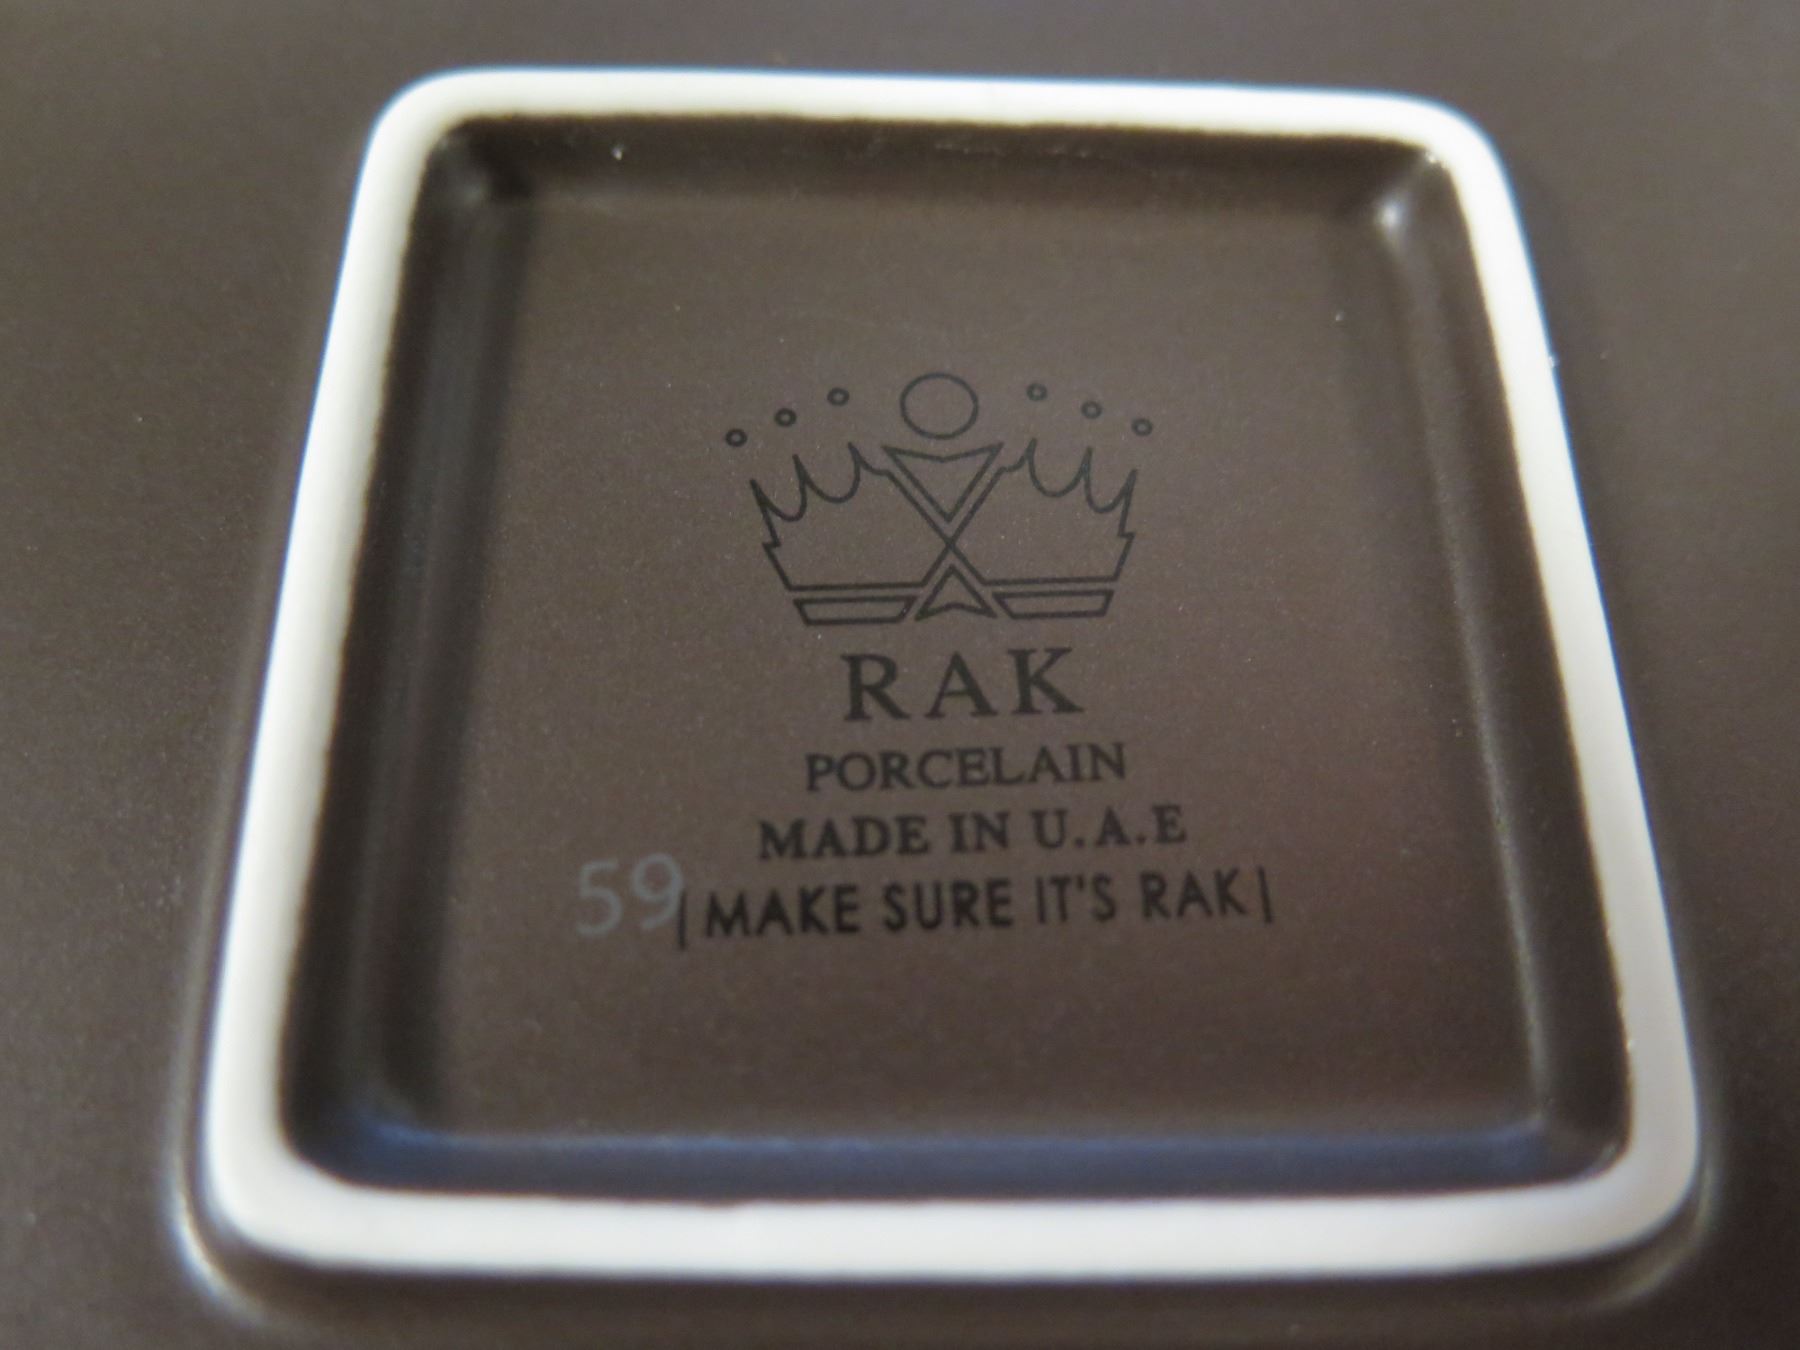 RAK
PORCELAIN
MADE IN U.A.E
59
| MAKE SURE IT'S RAK |